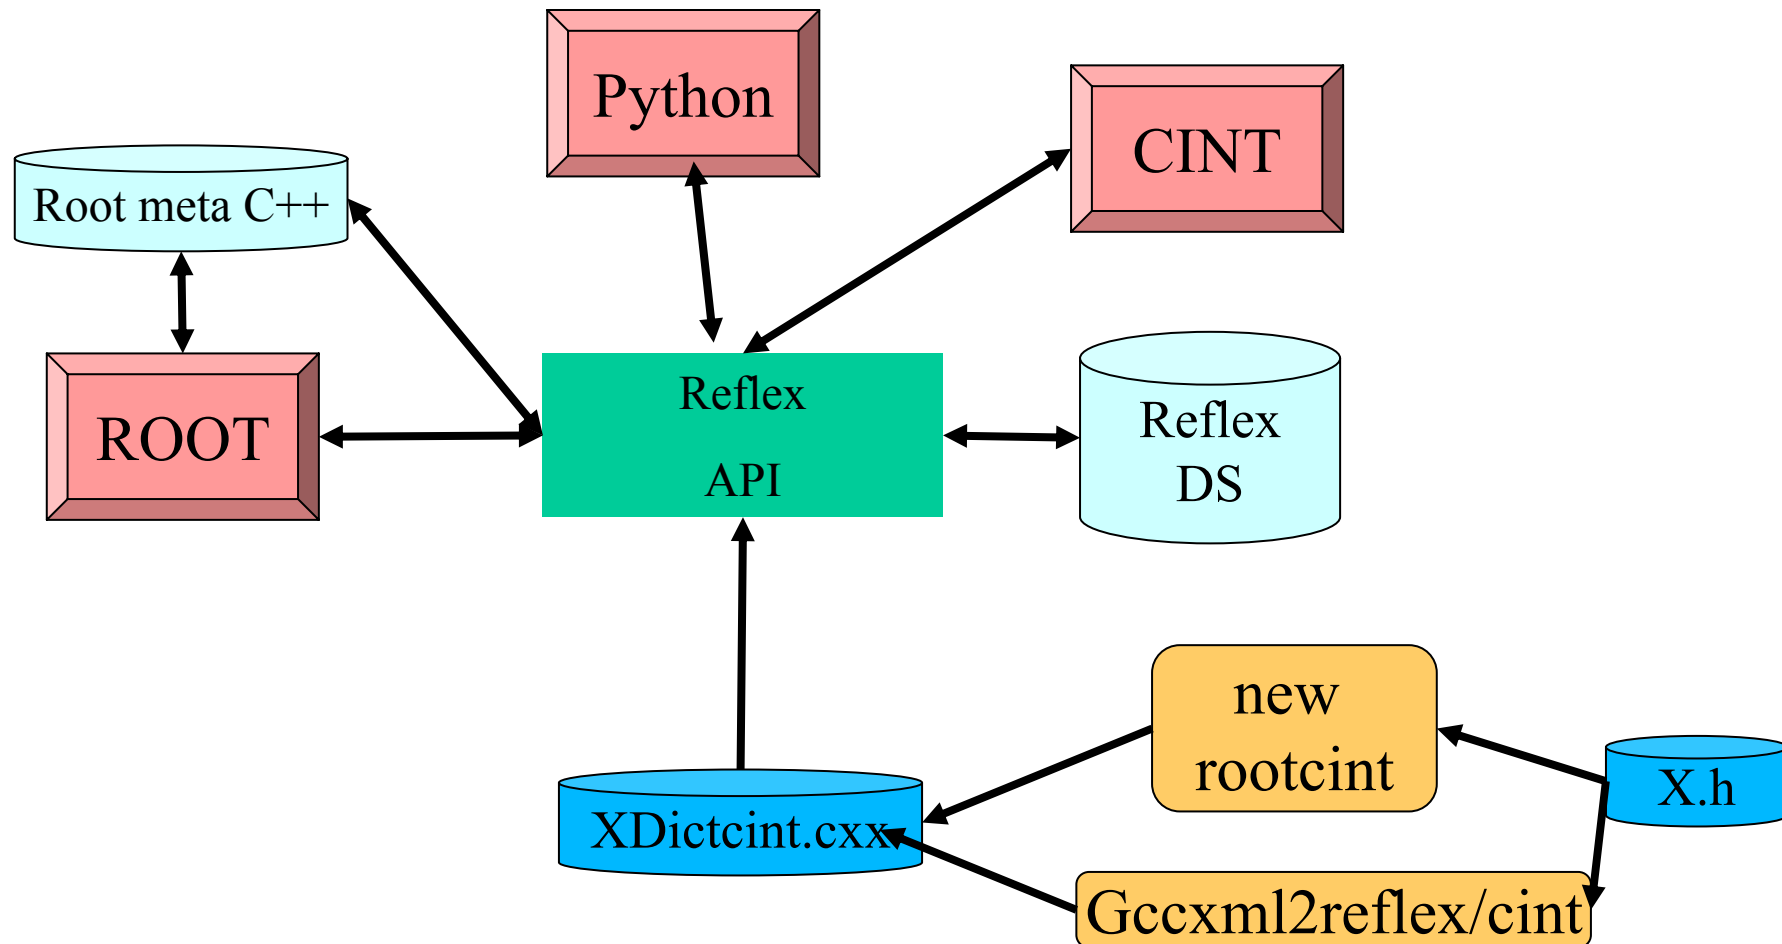 Python
CINT
Root meta C++
ROOT
Reflex
API
Reflex
DS
new
rootcint
X.h
XDictcint.cxx
Gccxml2reflex/cint